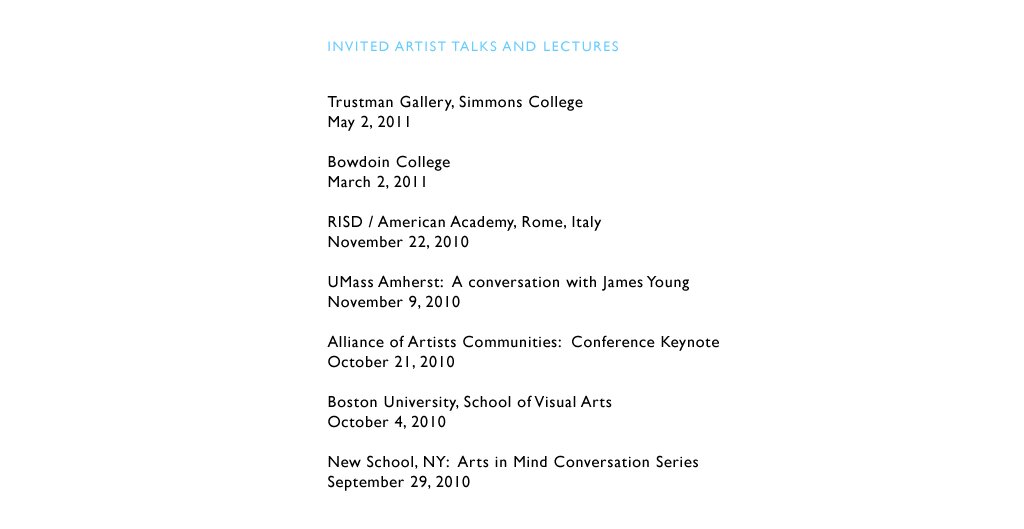 INVITED ARTIST TALKS AND LECTURES
Trustman Gallery, Simmons College
May 2, 2011
Bowdoin College
March 2, 2011
RISD / American Academy, Rome, Italy
November 22, 2010
UMass Amherst:  A conversation with James Young
November 9, 2010
Alliance of Artists Communities:  Conference Keynote
October 21, 2010
Boston University, School of Visual Arts
October 4, 2010
New School, NY:  Arts in Mind Conversation Series
September 29, 2010